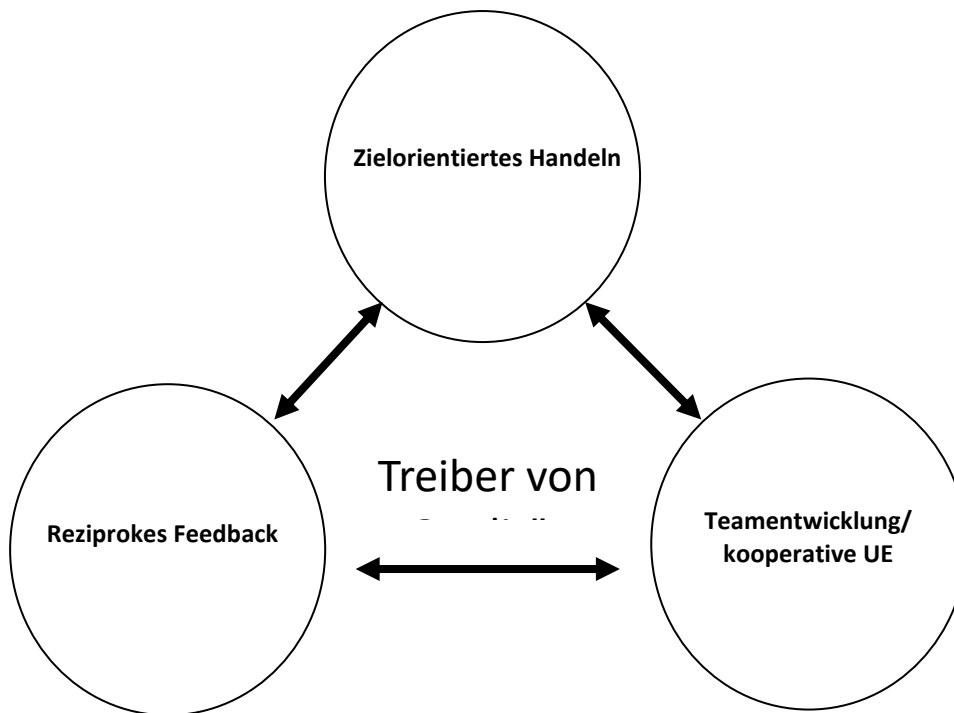 Zielorientiertes Handeln
Treiber von
Reziprokes Feedback
Teamentwicklung/
kooperative UE